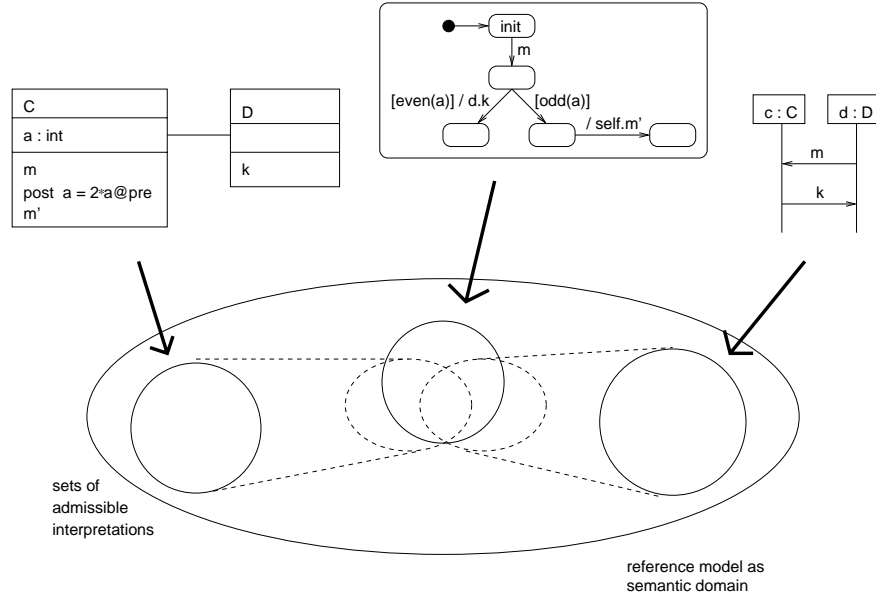 C
a : int
m
post a = 2*a@pre
m'
D
k
init
m
[even(a)] / d.k
[odd(a)]
/ self.m'
c : C
d : D
m
k
sets of
admissible
interpretations
reference model as
semantic domain